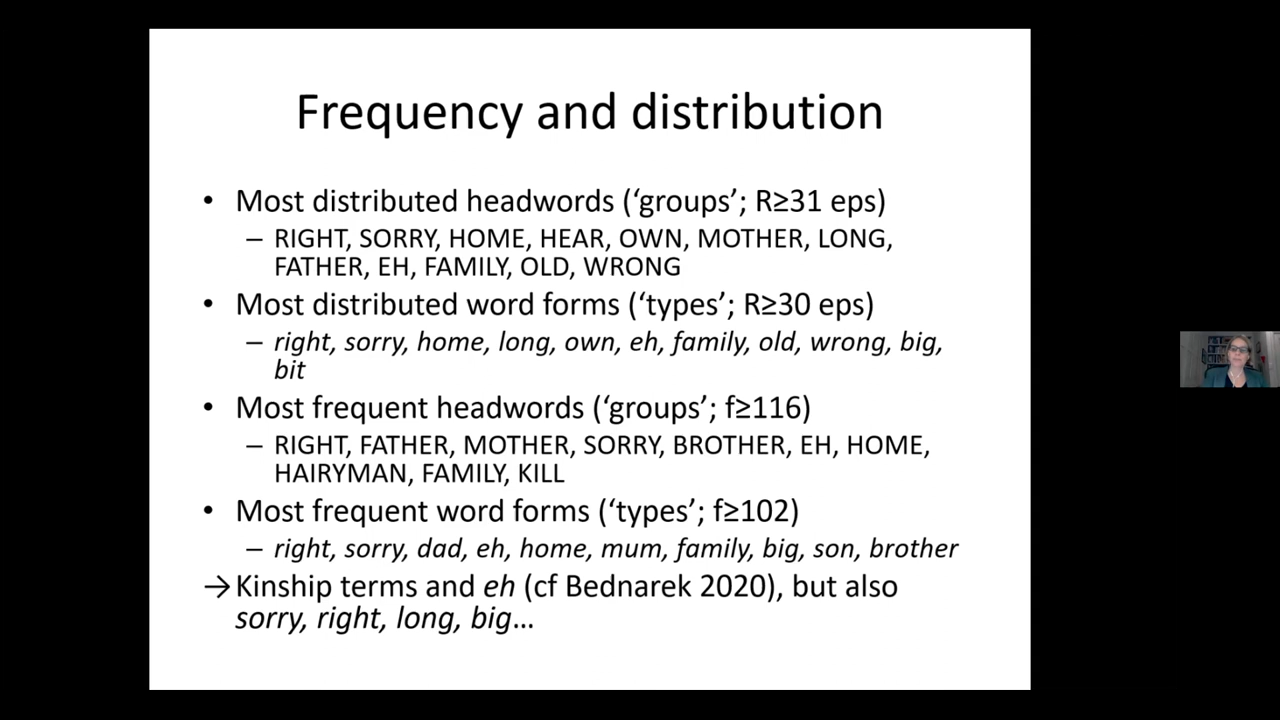 Frequency and distribution
• Most distributed headwords (‘groups’; R≥31 eps)
– RIGHT, SORRY, HOME, HEAR, OWN, MOTHER, LONG,
FATHER, EH, FAMILY, OLD, WRONG
• Most distributed word forms (‘types’; R≥30 eps)
– right, sorry, home, long, own, eh, family, old, wrong, big,
bit
• Most frequent headwords (‘groups’; f≥116)
– RIGHT, FATHER, MOTHER, SORRY, BROTHER, EH, HOME,
HAIRYMAN, FAMILY, KILL
• Most frequent word forms (‘types’; f≥102)
– right, sorry, dad, eh, home, mum, family, big, son, brother
→Kinship terms and eh (cf Bednarek 2020), but also
sorry, right, long, big…